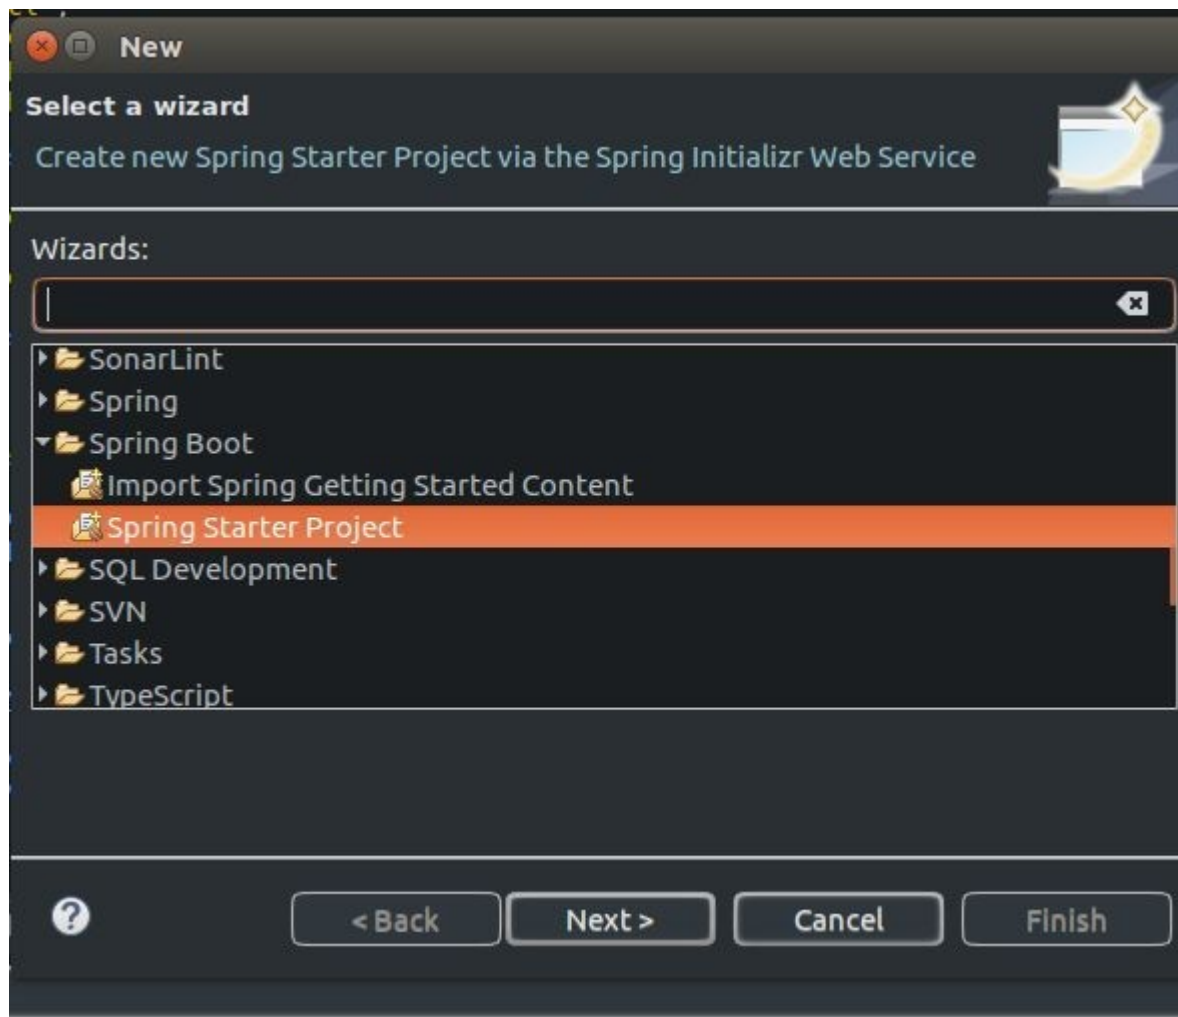 New
Select a wizard
Create new Spring Starter Project via the Spring Initializr Web Service
Wizards:
SonarLint
Spring
Spring Boot
Import Spring Getting Started Content
Spring Starter Project
SQL Development
SVN
Tasks
TypeScript
< Back Next > Cancel Finish